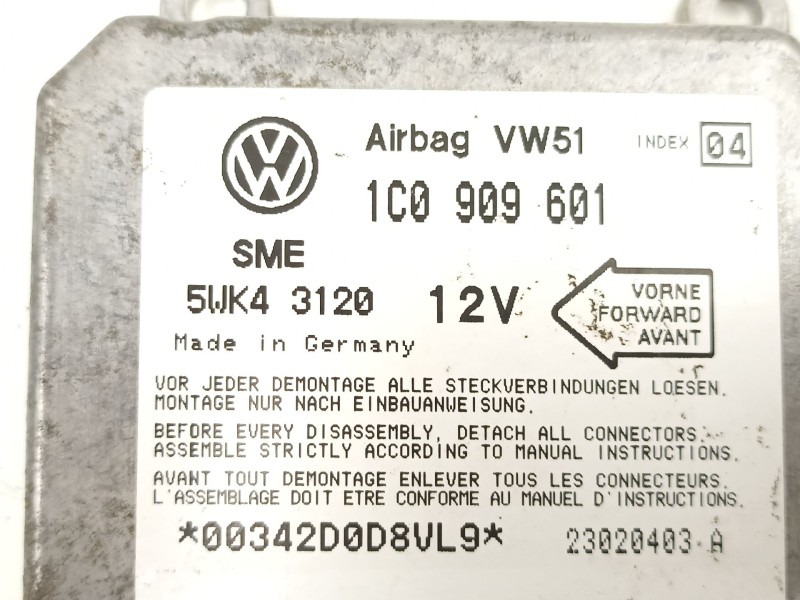 Airbag VW51 INDEX 04
1C0 909 601
SME
5WK4 3120 12V
VORNE
FORWARD
AVANT
Made in Germany
VOR JEDER DEMONTAGE ALLE STECKVERBINDUNGEN LOESEN.
MONTAGE NUR NACH EINBAUANWEISUNG.
BEFORE EVERY DISASSEMBLY, DETACH ALL CONNECTORS.
ASSEMBLE STRICTLY ACCORDING TO MANUAL INSTRUCTIONS.
AVANT TOUT DEMONTAGE ENLEVER TOUS LES CONNECTEURS.
L'ASSEMBLAGE DOIT ETRE CONFORME AU MANUEL D'INSTRUCTIONS.
*00342D0D8VL9* 23020403 A